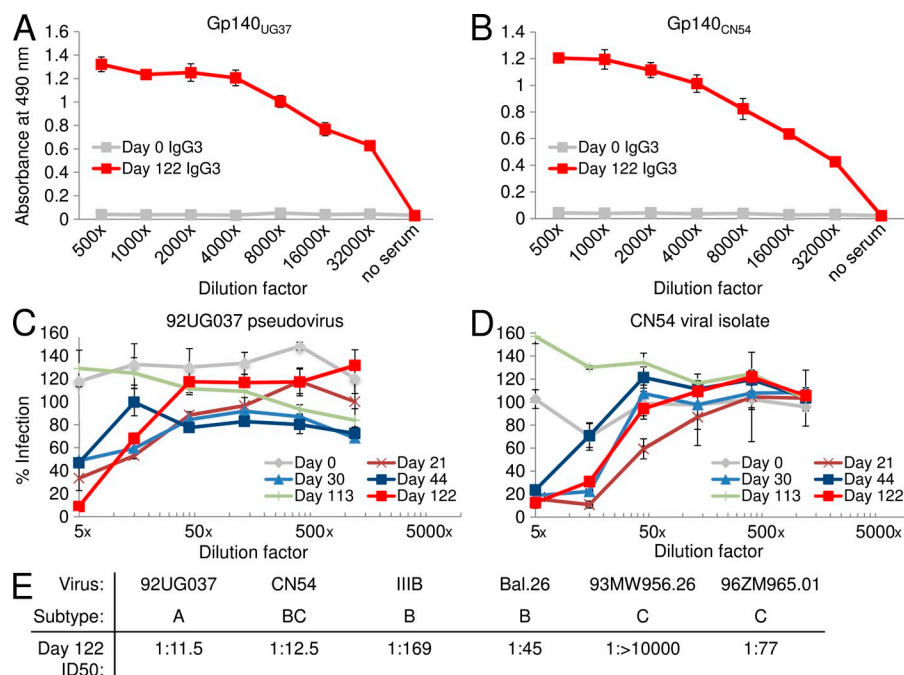 A
Gp140UG37
Absorbance at 490 nm
1.6
1.4
1.2
1
0.8
0.6
0.4
0.2
0
Day 0 IgG3
Day 122 IgG3
500x
1000x
2000x
4000x
8000x
16000x
32000x
no serum
Dilution factor
B
Gp140CN54
1.4
1.2
1
0.8
0.6
0.4
0.2
0
Day 0 IgG3
Day 122 IgG3
500x
1000x
2000x
4000x
8000x
16000x
32000x
no serum
Dilution factor
C
92UG037 pseudovirus
% Infection
160
140
120
100
80
60
40
20
0
Day 0
Day 21
Day 30
Day 44
Day 113
Day 122
5x
50x
500x
5000x
Dilution factor
D
CN54 viral isolate
160
140
120
100
80
60
40
20
0
Day 0
Day 21
Day 30
Day 44
Day 113
Day 122
5x
50x
500x
5000x
Dilution factor
E
Virus: 92UG037 CN54 IIIB Bal.26 93MW956.26 96ZM965.01
Subtype: A BC B B C C
Day 122 1:11.5 1:12.5 1:169 1:45 1:>10000 1:77
ID50: